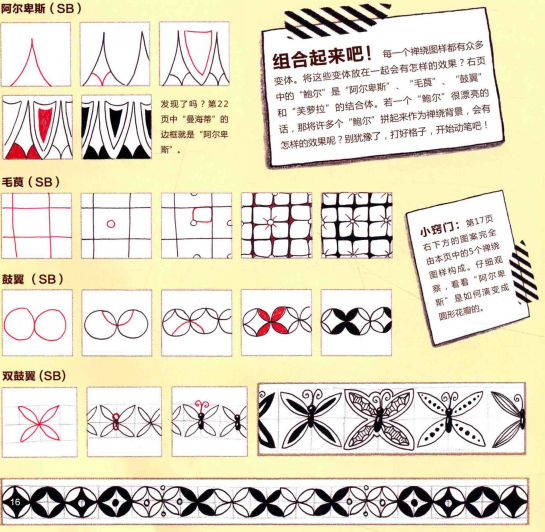 阿尔卑斯（SB）
发现了吗？第22
页中“曼海蒂”的
边框就是“阿尔卑
斯”。
组合起来吧！ 每一个禅绕图样都有众多
变体。将这些变体放在一起会有怎样的效果？右页
中的“鲍尔”是“阿尔卑斯”、“毛茛”、“鼓翼”
和“芙萝拉”的结合体。若一个“鲍尔”很漂亮的
话，那将许多个“鲍尔”拼起来作为禅绕背景，会有
怎样的效果呢？别犹豫了，打好格子，开始动笔吧！
毛茛（SB）
小窍门：第17页
右下方的图案完全
由本页中的5个禅绕
图样构成。仔细观
察，看看“阿尔卑
斯”是如何演变成
圆形花瓣的。
鼓翼 （SB）
双鼓翼（SB）
16